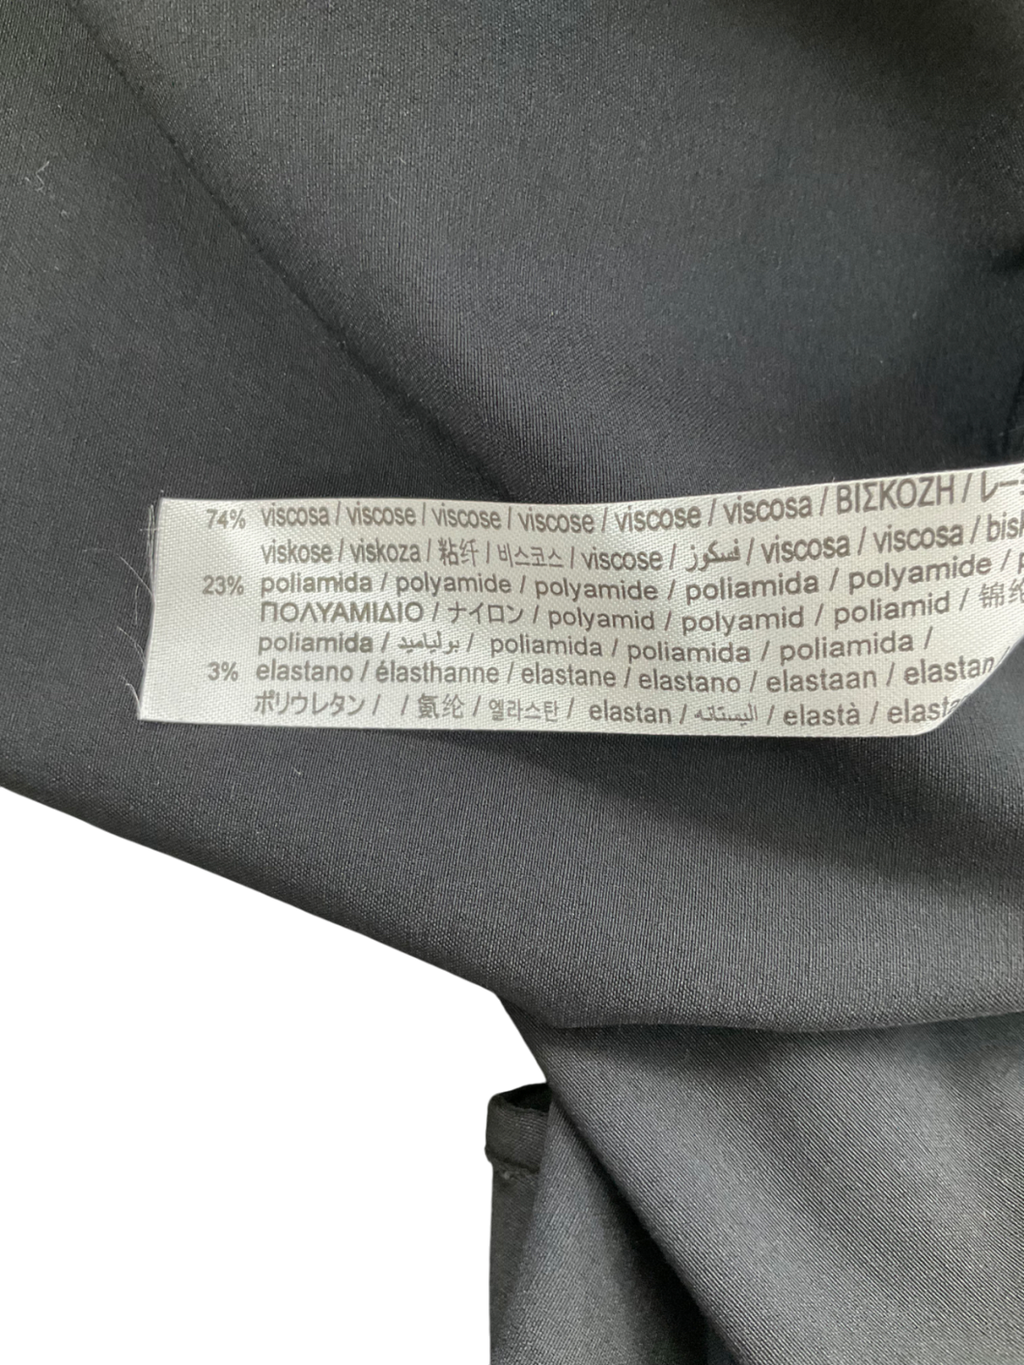 74% viscosa / viscose / viscose / viscose / viscose / viscosa / ΒΙΣΚΟΖΗ /
viskose / viskoza / 粘纤 / 비스코스 / viscose / فسكوز / viscosa / viscosa /
23% poliamida / polyamide / polyamide / poliamida / polyamide /
ΠΟΛΥΑΜΙΔΙΟ / ナイロン / polyamid / polyamid / poliamid /
poliamida / بولياميد / poliamida / poliamida / poliamida /
3% elastano / élasthanne / elastane / elastano / elastaan /
ポリウレタン / / 氨纶 / 엘라스탄 / elastan / اليستانه / elastà /